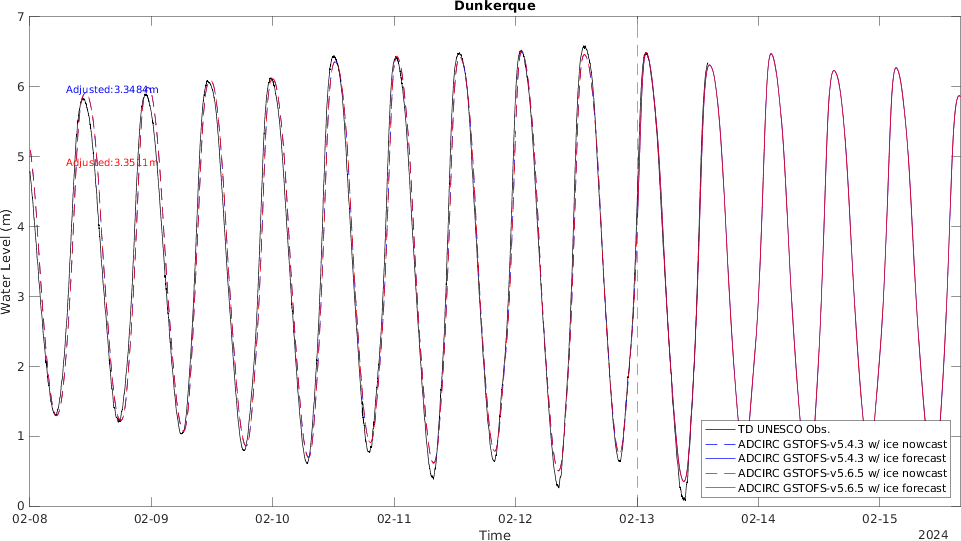 Dunkerque
7
6
5
4
3
2
1
0
Water Level (m)
Adjusted:3.3484m
Adjusted:3.3511m
TD UNESCO Obs.
ADCIRC GSTOFS-v5.4.3 w/ ice nowcast
ADCIRC GSTOFS-v5.4.3 w/ ice forecast
ADCIRC GSTOFS-v5.6.5 w/ ice nowcast
ADCIRC GSTOFS-v5.6.5 w/ ice forecast
02-08 02-09 02-10 02-11 02-12 02-13 02-14 02-15
Time
2024